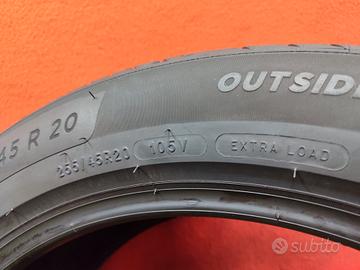 45 R 20
OUTSIDE
255/45R20 105V EXTRA LOAD
subito